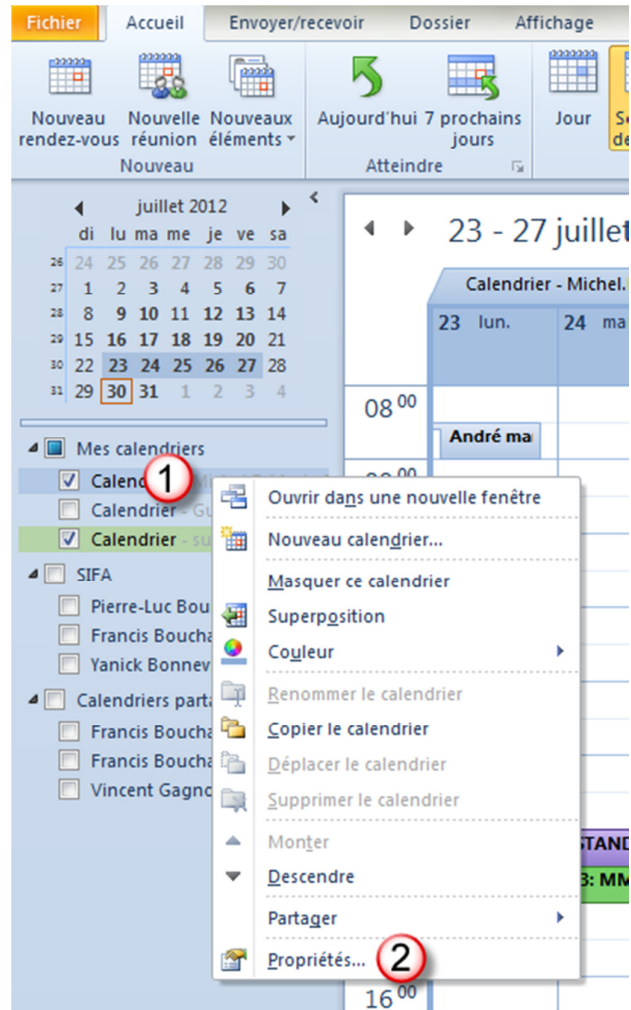 Fichier Accueil Envoyer/recevoir Dossier Affichage
Nouveau rendez-vous
Nouvelle réunion
Nouveaux éléments
Aujourd'hui
7 prochains jours
Jour
Nouveau
Atteindre
juillet 2012
di lu ma me je ve sa
26 24 25 26 27 28 29 30
27 1 2 3 4 5 6 7
28 8 9 10 11 12 13 14
29 15 16 17 18 19 20 21
30 22 23 24 25 26 27 28
31 29 30 31 1 2 3 4
Mes calendriers
1
Calendrier - Gu
Calendrier - su
SIFA
Pierre-Luc Bou
Francis Boucha
Yanick Bonnev
Calendriers part
Francis Boucha
Francis Boucha
Vincent Gagno
23 - 27 juillet
Calendrier - Michel.
23 lun. 24 ma
08 00
André ma
Ouvrir dans une nouvelle fenêtre
Nouveau calendrier...
Masquer ce calendrier
Superposition
Couleur
Renommer le calendrier
Copier le calendrier
Déplacer le calendrier
Supprimer le calendrier
Monter
Descendre
Partager
Propriétés... 2
STAND
3: MM
16 00